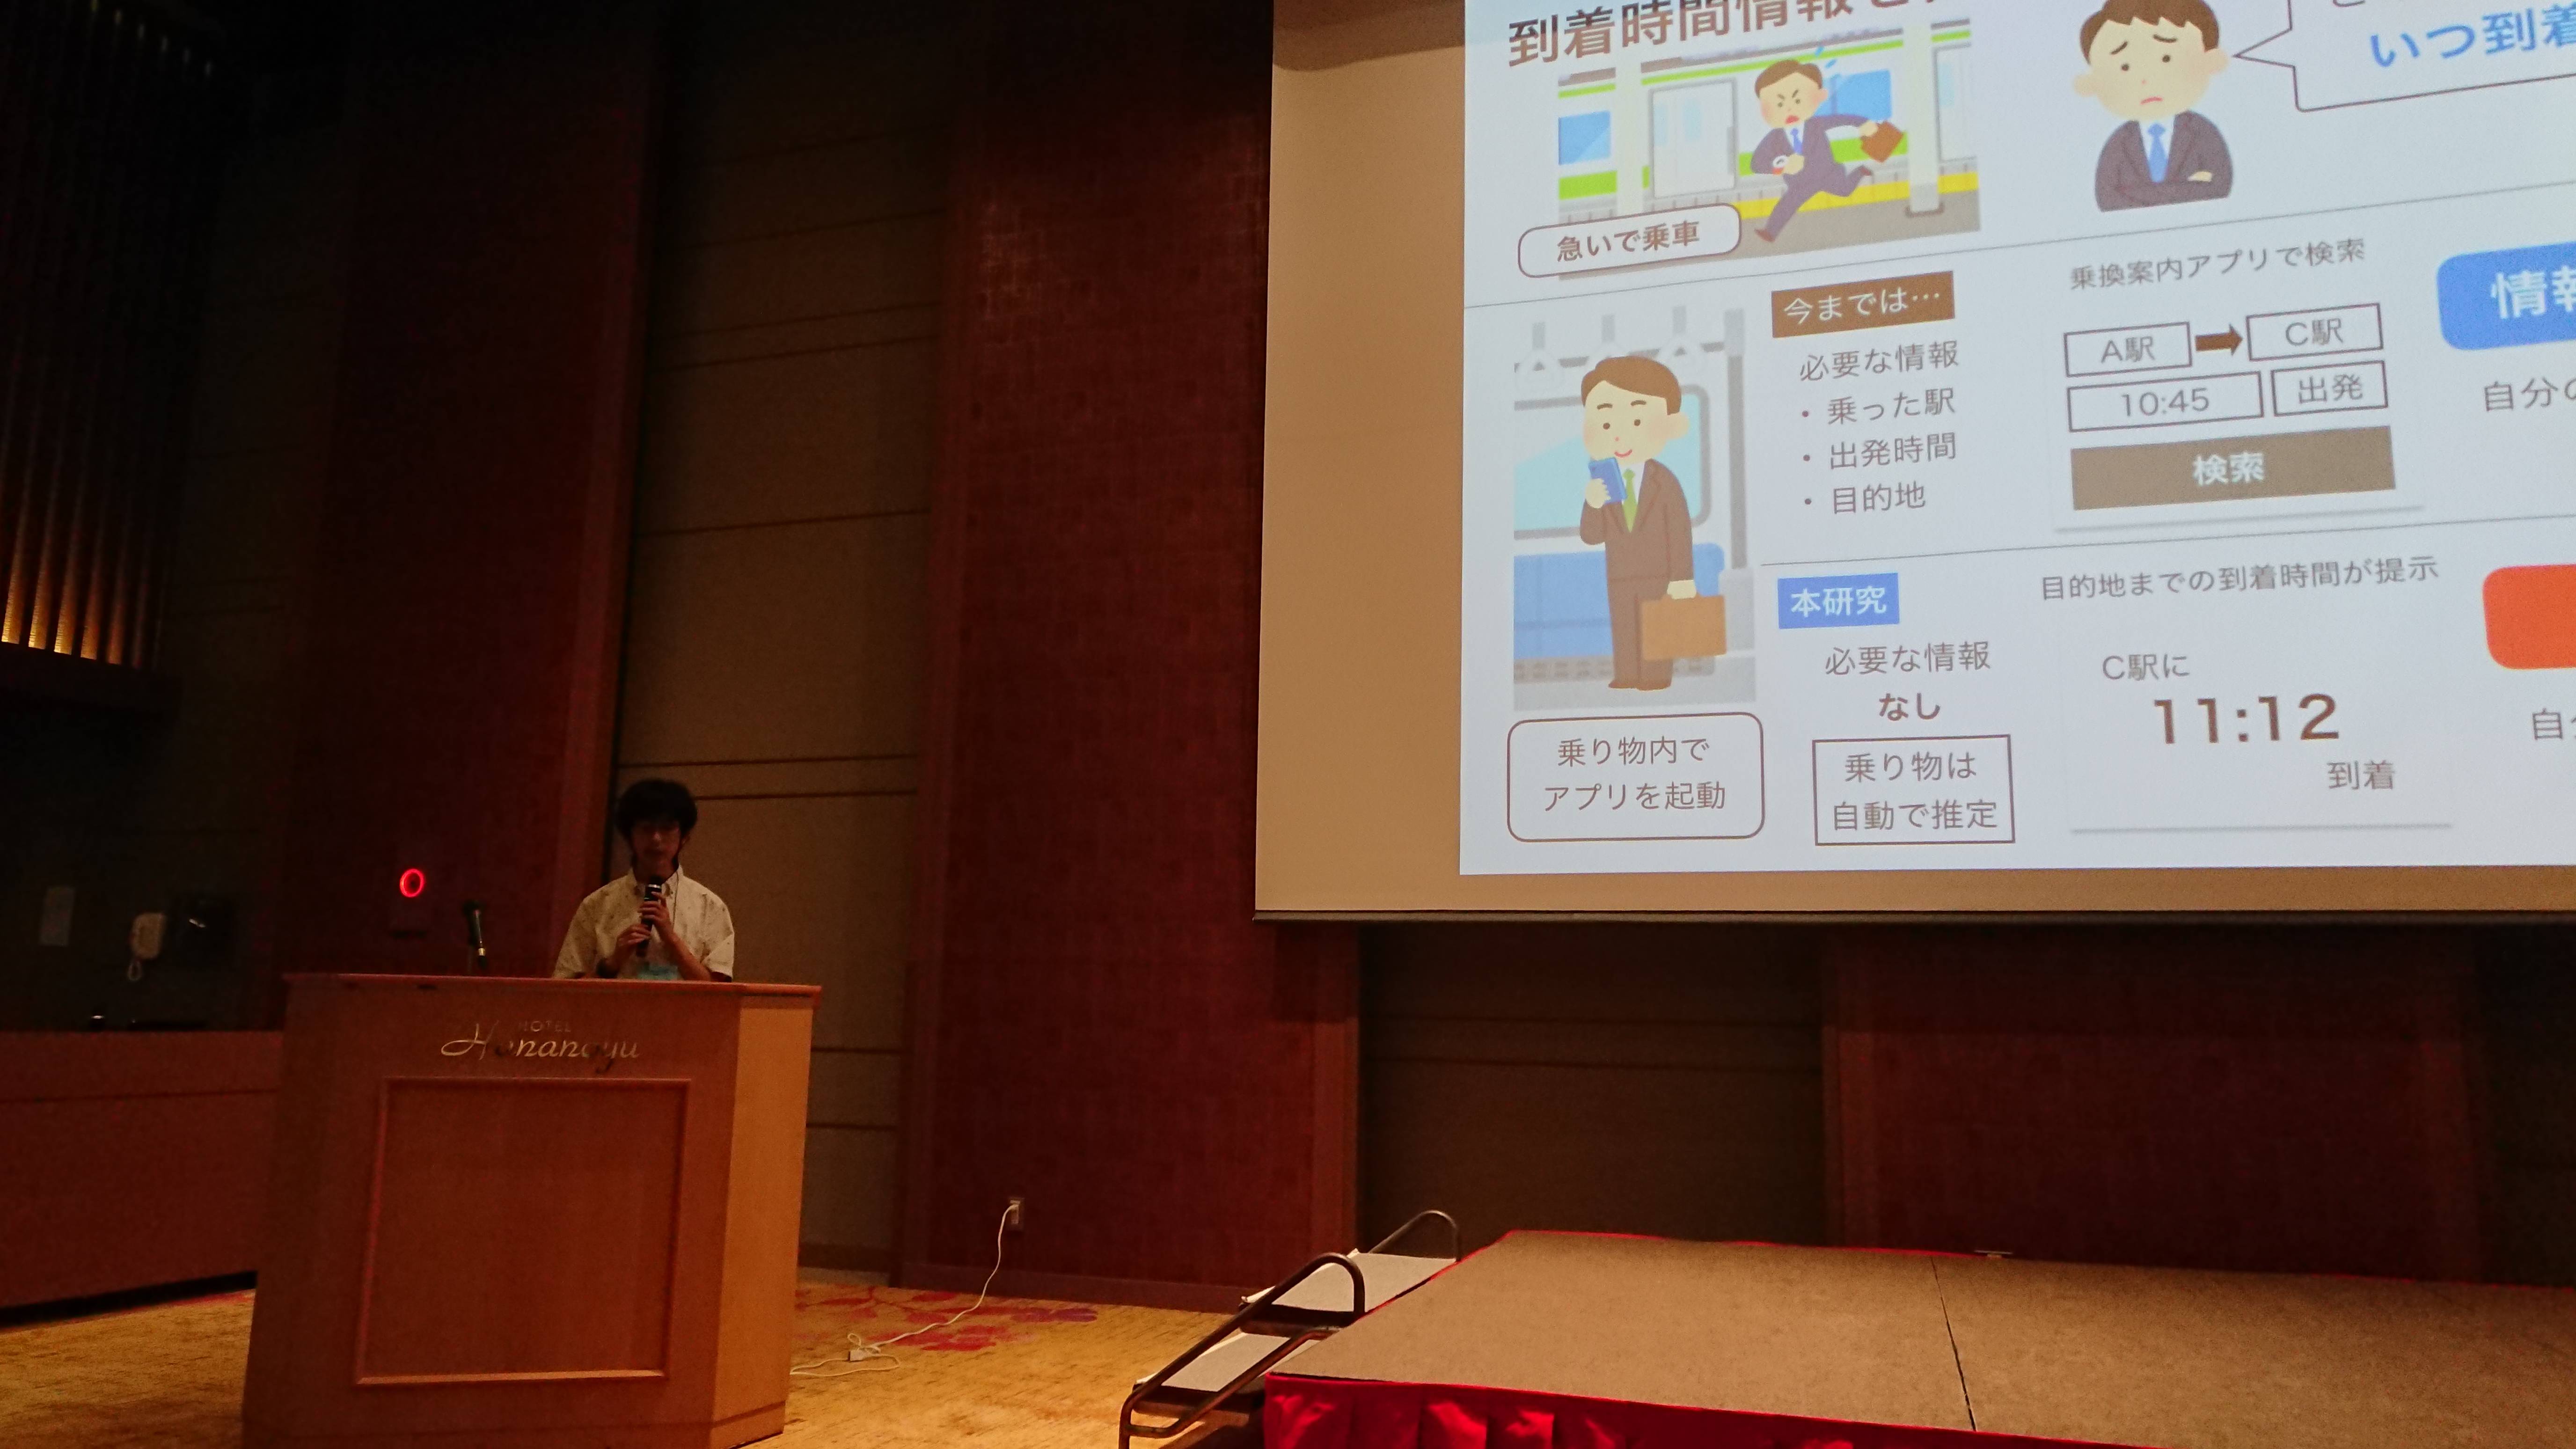 到着時間情報を
いつ到着
急いで乗車
今までは…
必要な情報
・乗った駅
・出発時間
・目的地
乗換案内アプリで検索
A駅
C駅
10:45
出発
検索
情報
自分の
本研究
必要な情報
なし
乗り物は
自動で推定
目的地までの到着時間が提示
C駅に
11:12
到着
乗り物内で
アプリを起動
HOTEL
Hananoyu